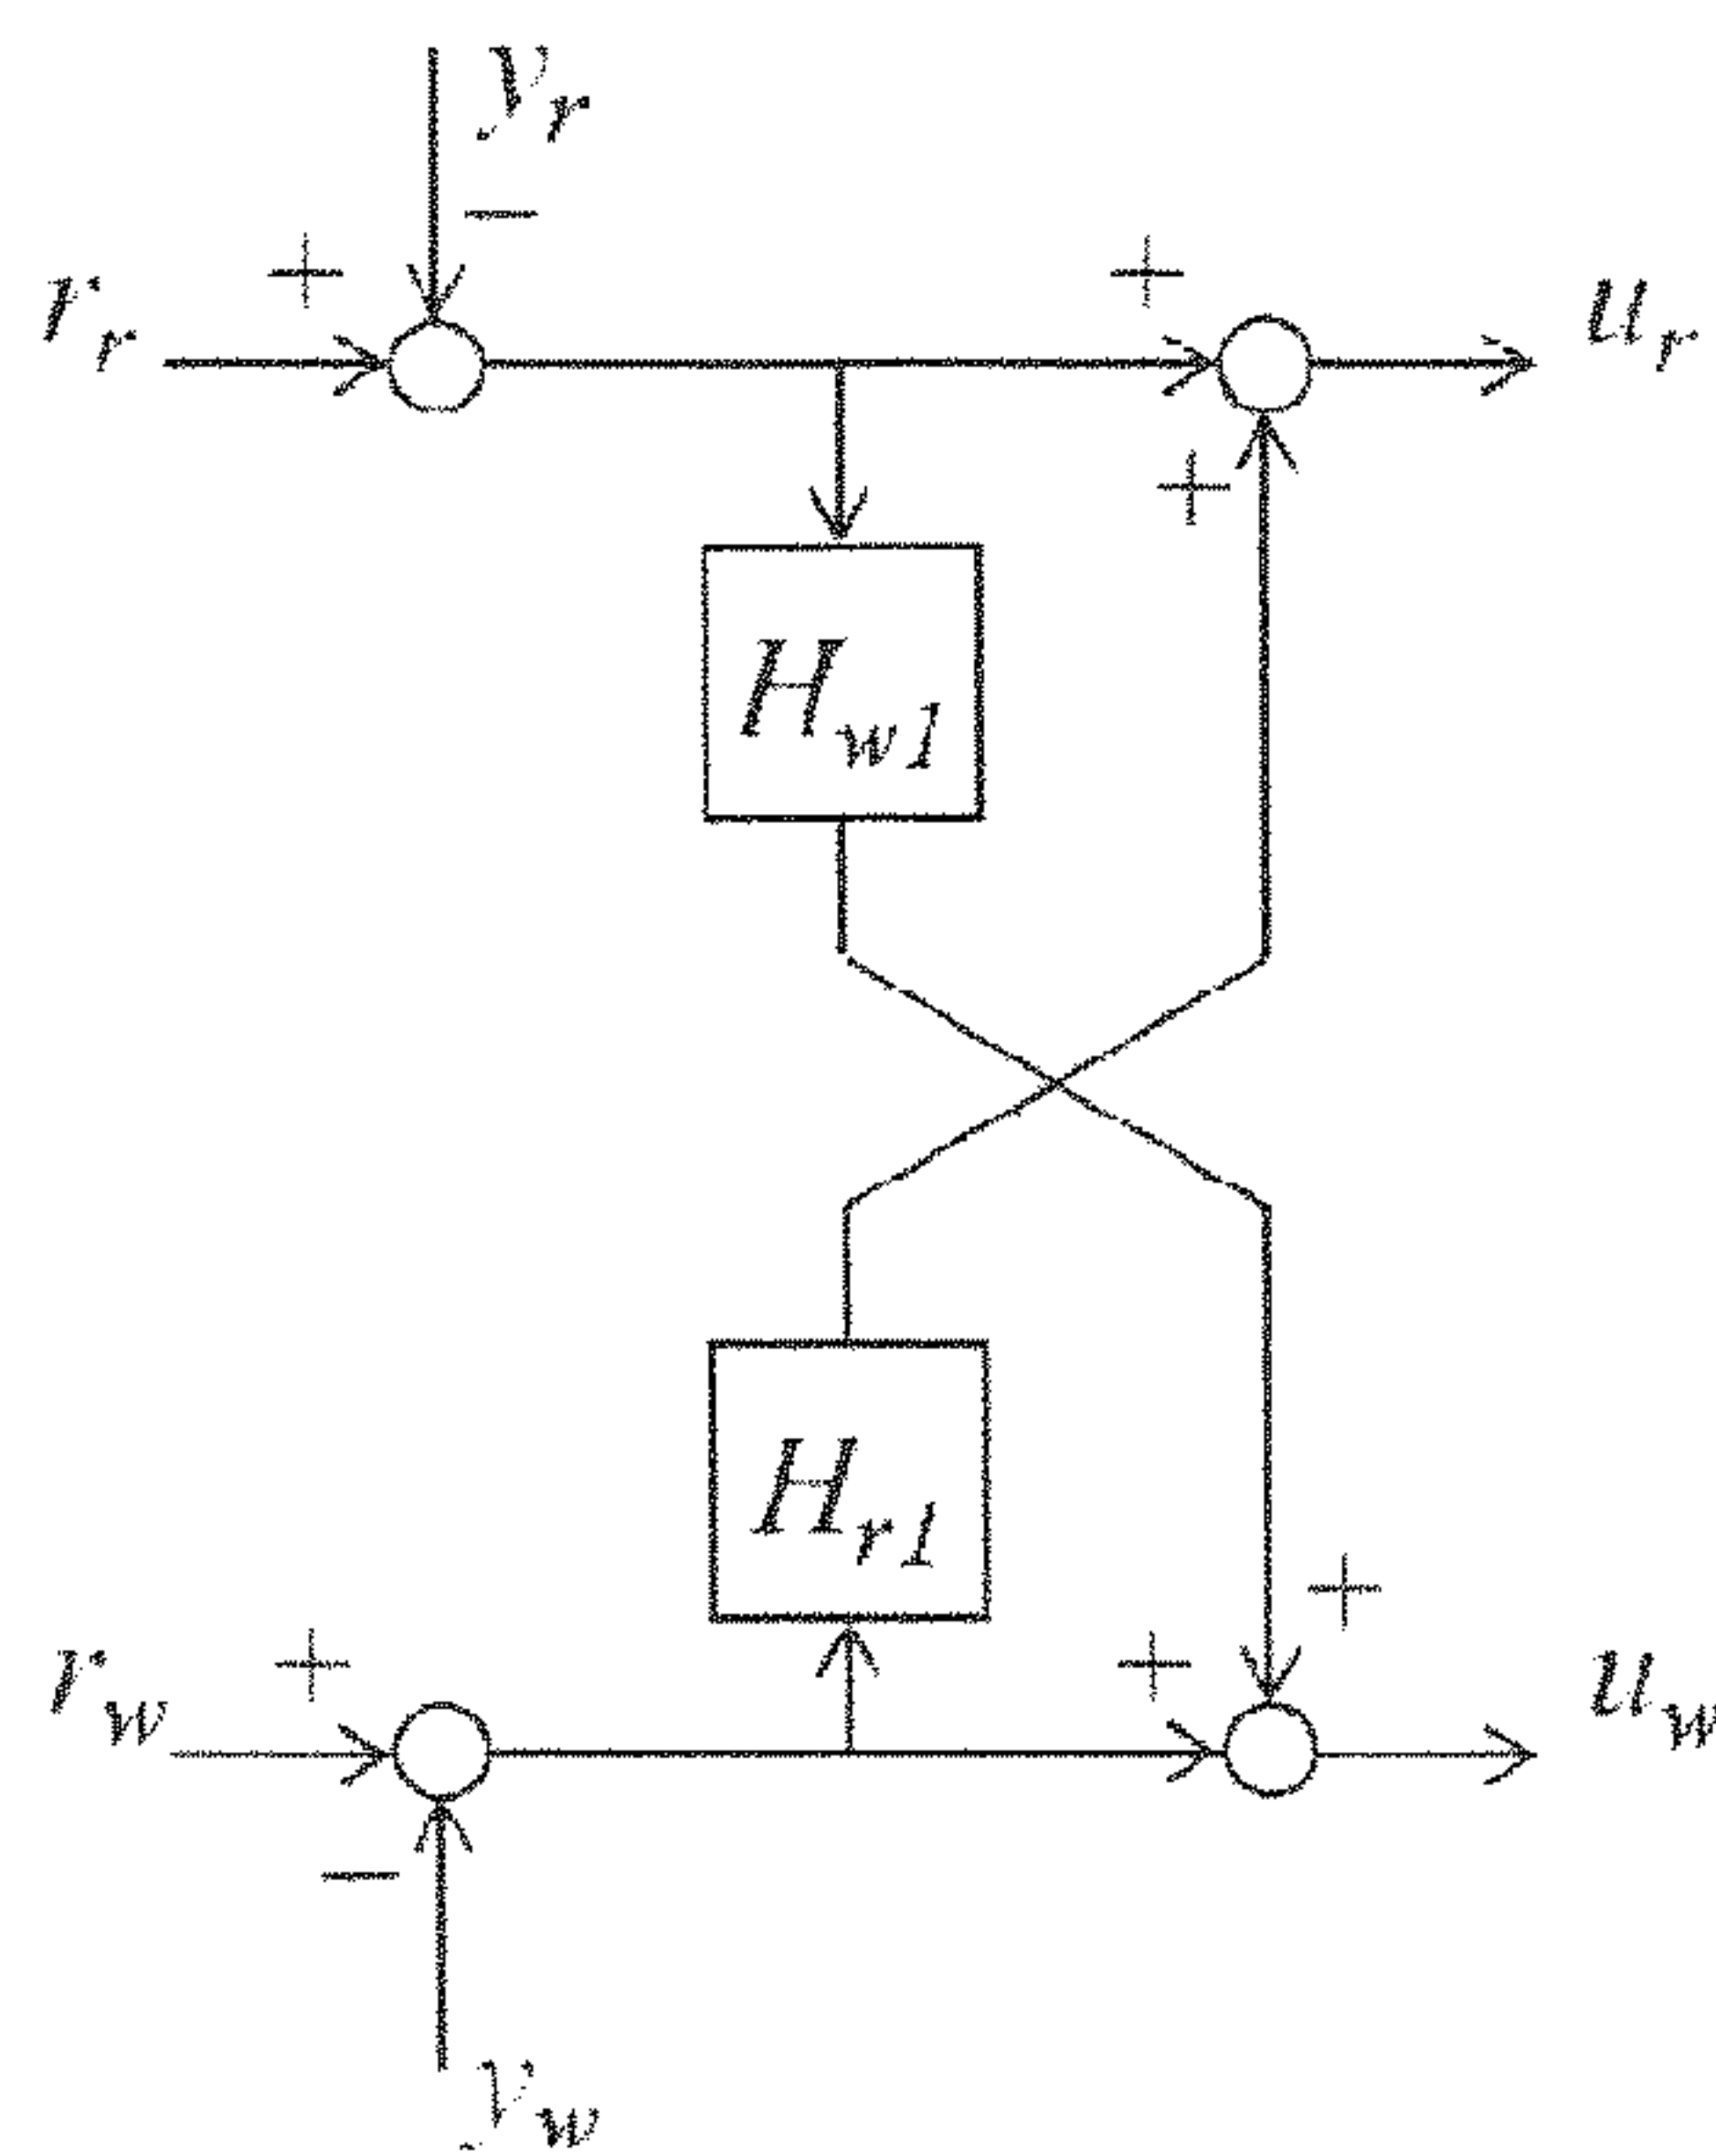 y_r
−
+ +
r_r u_r
+
H_w1
H_r1
+
+ +
r_w u_w
−
y_w